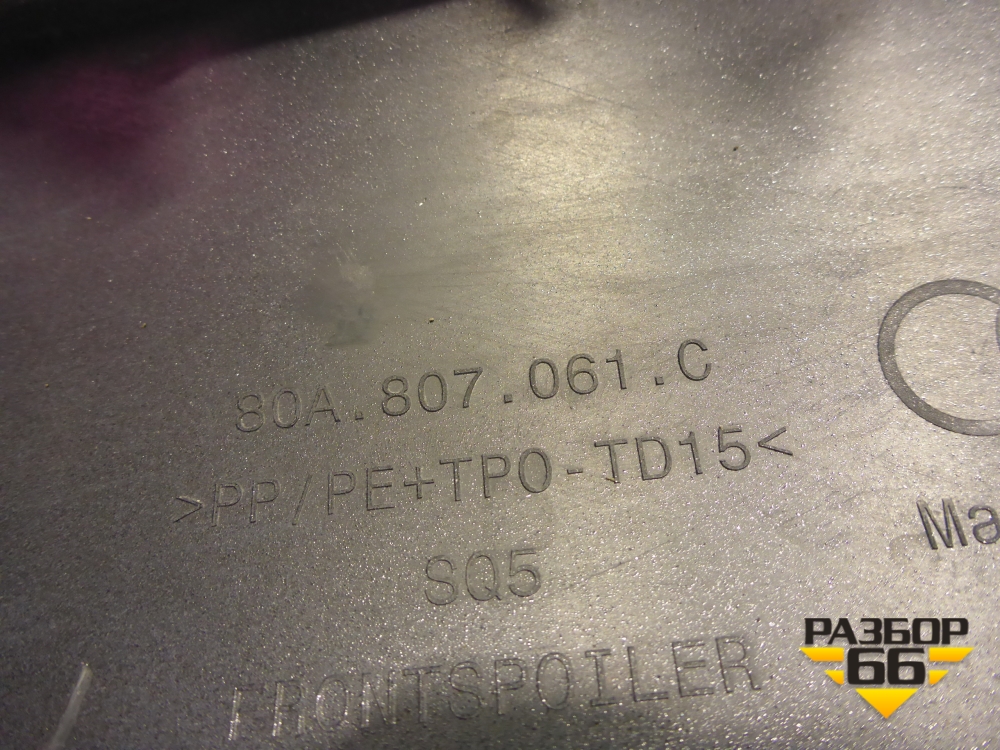 80A.807.061.C
>PP/PE+TPO-TD15<
SQ5
FRONTSPOILER
Ma
РАЗБОР
66